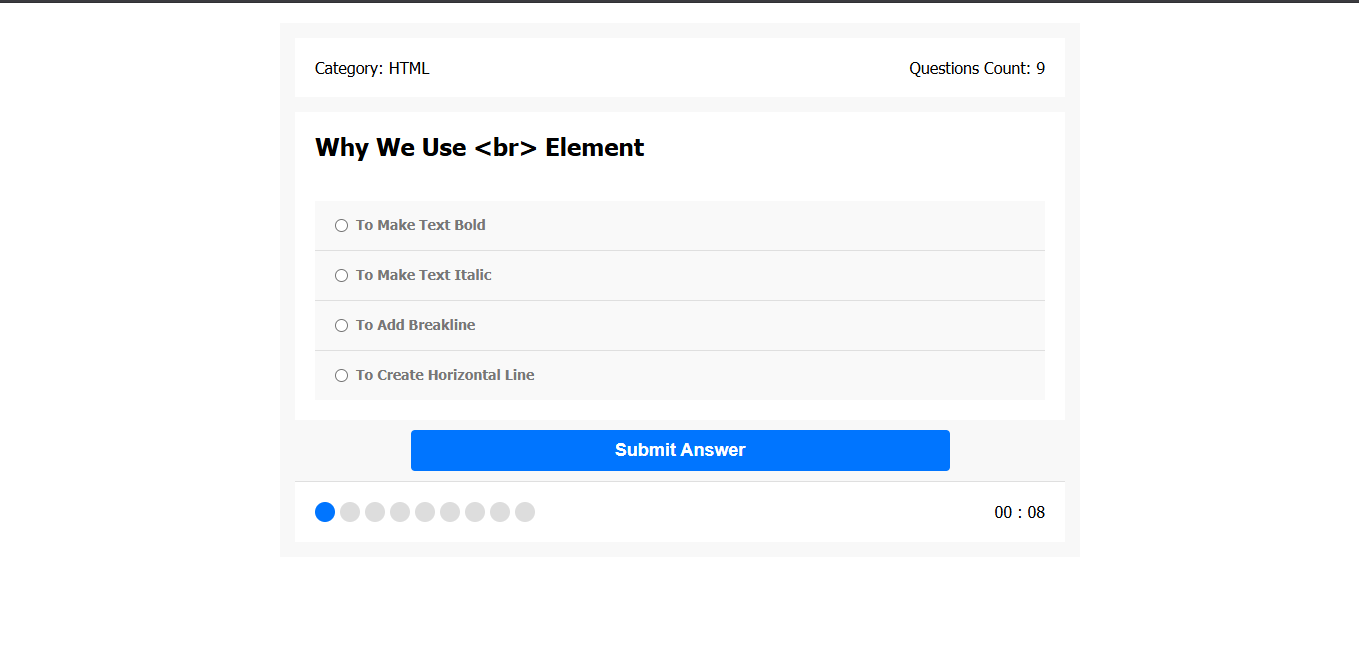 Category: HTML
Questions Count: 9
Why We Use <br> Element
To Make Text Bold
To Make Text Italic
To Add Breakline
To Create Horizontal Line
Submit Answer
00 : 08